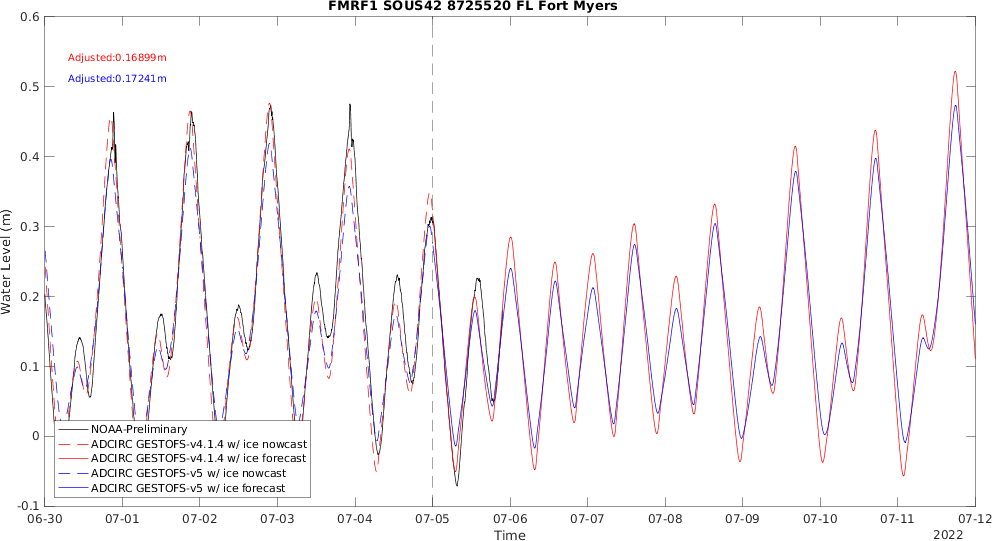 FMRF1 SOUS42 8725520 FL Fort Myers
0.6
Adjusted:0.16899m
Adjusted:0.17241m
0.5
0.4
0.3
0.2
0.1
0
-0.1
Water Level (m)
NOAA-Preliminary
ADCIRC GESTOFS-v4.1.4 w/ ice nowcast
ADCIRC GESTOFS-v4.1.4 w/ ice forecast
ADCIRC GESTOFS-v5 w/ ice nowcast
ADCIRC GESTOFS-v5 w/ ice forecast
06-30 07-01 07-02 07-03 07-04 07-05 07-06 07-07 07-08 07-09 07-10 07-11 07-12
Time
2022